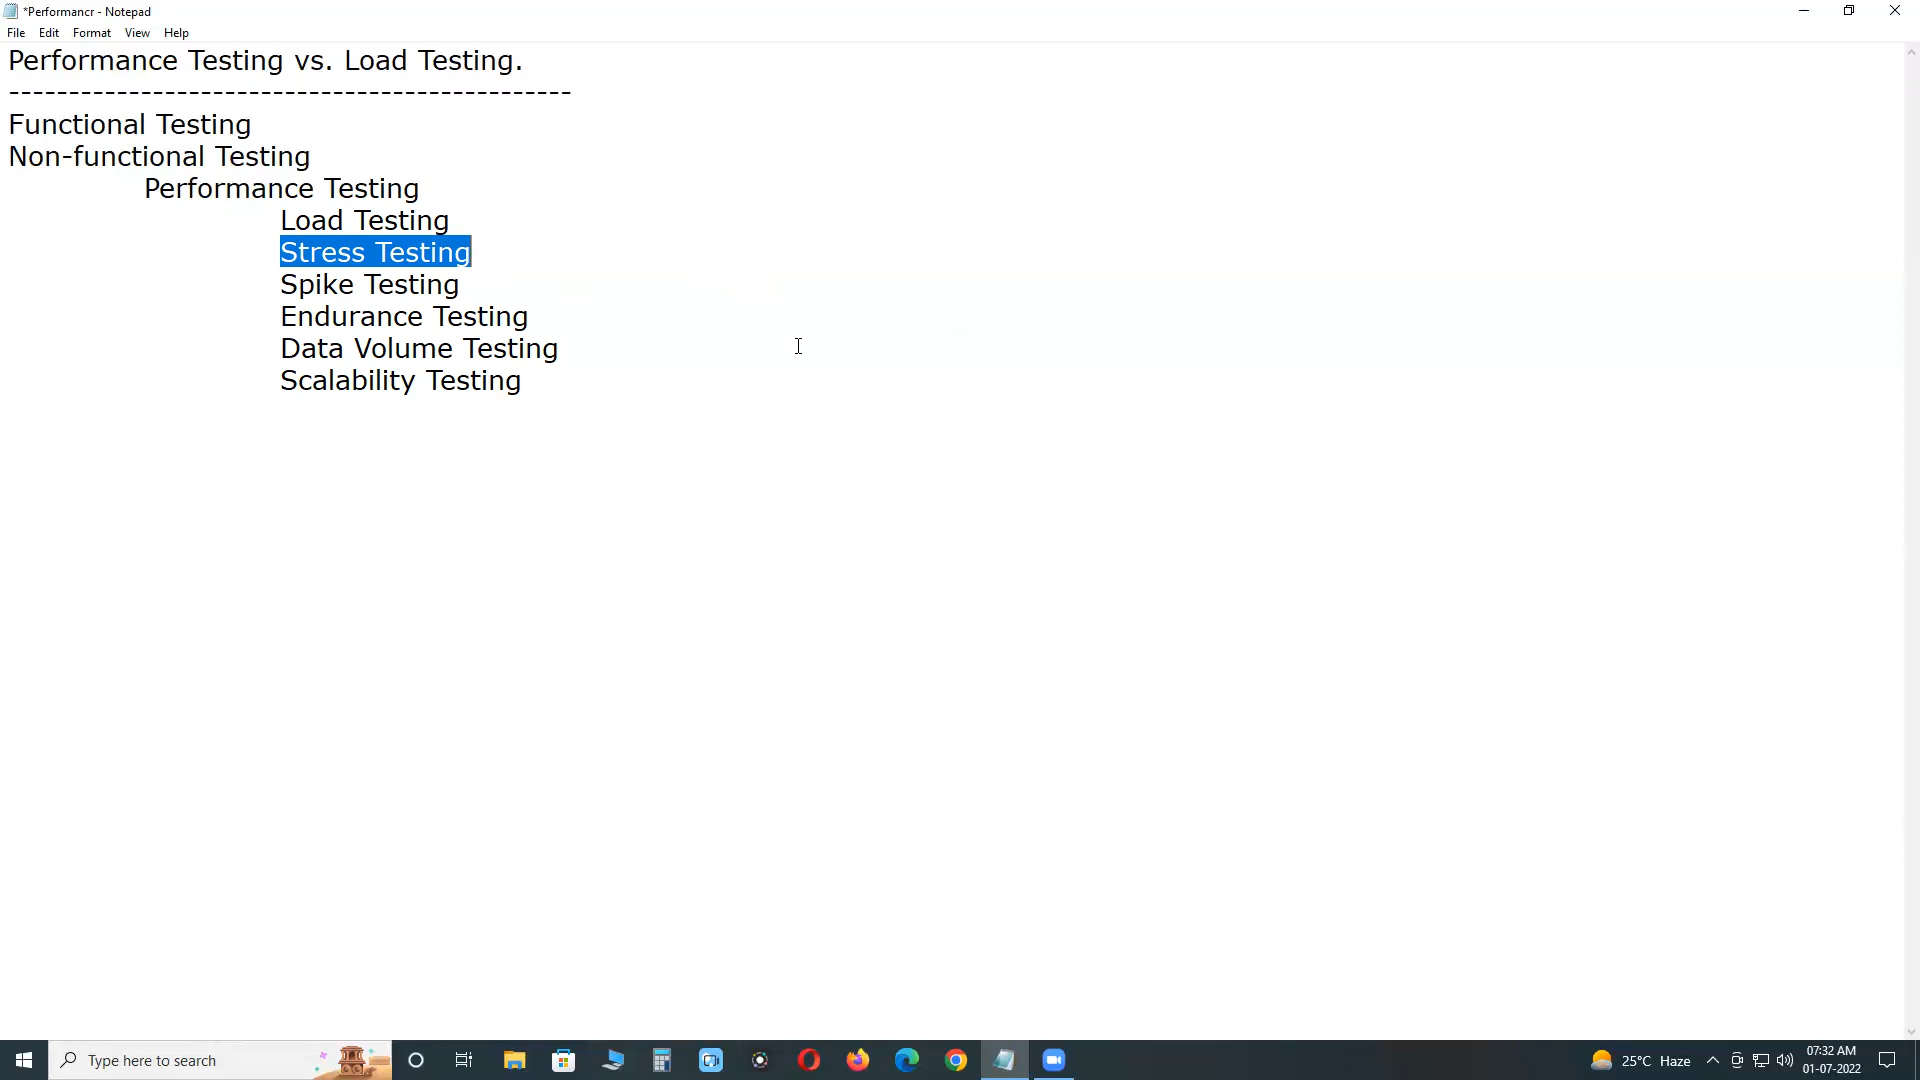 *Performancr - Notepad
File Edit Format View Help
Performance Testing vs. Load Testing.
-----------------------------------------------
Functional Testing
Non-functional Testing
Performance Testing
Load Testing
Stress Testing
Spike Testing
Endurance Testing
Data Volume Testing
Scalability Testing
Type here to search
25°C Haze
07:32 AM
01-07-2022